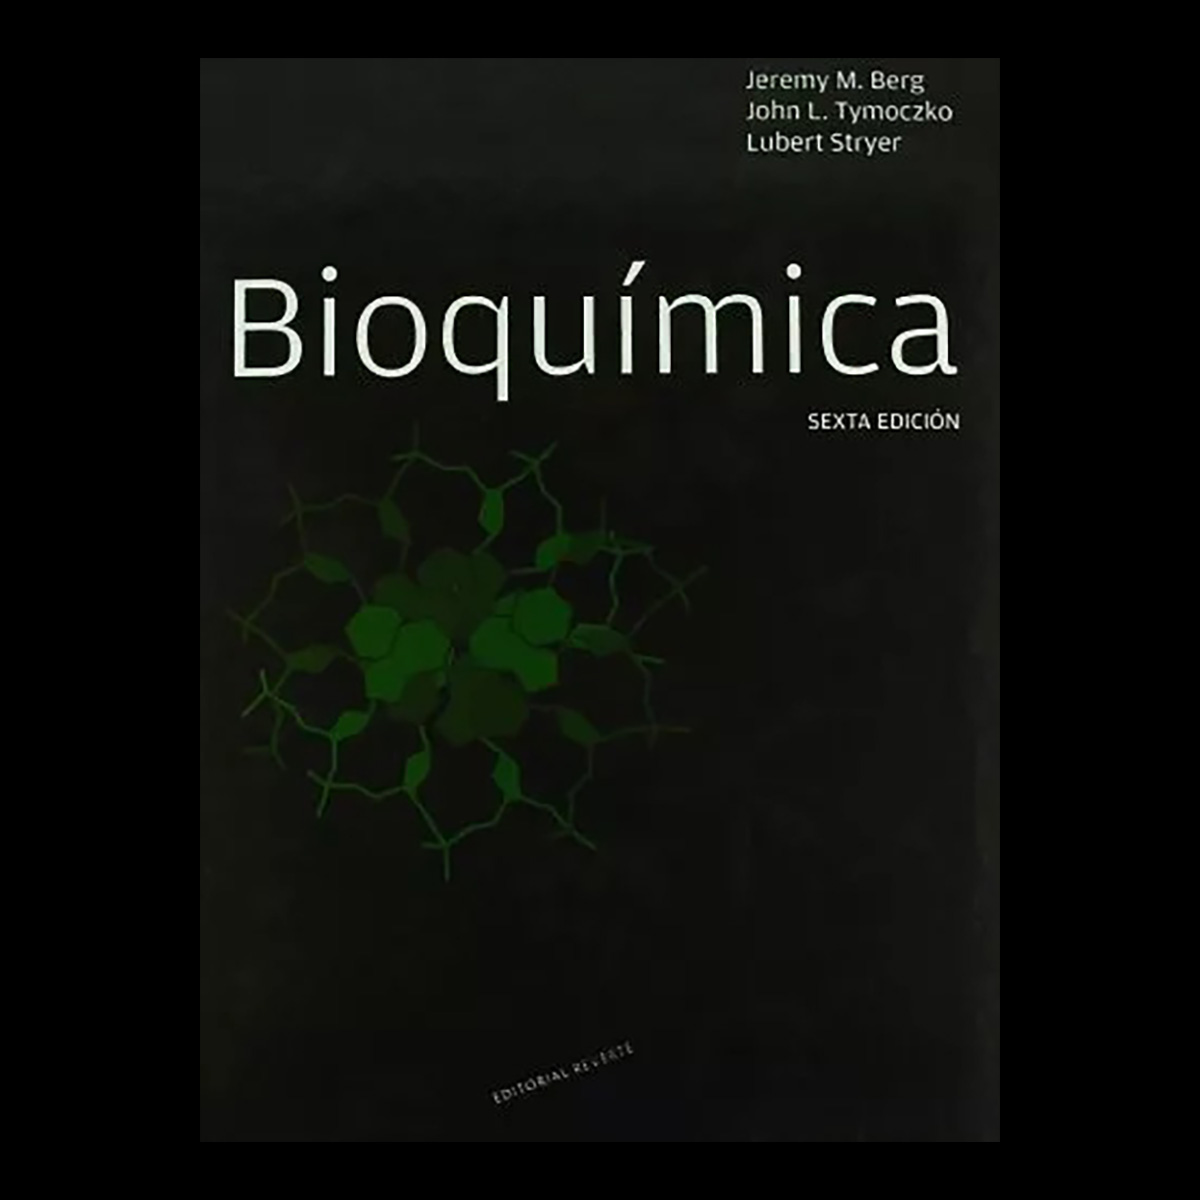 Jeremy M. Berg
John L. Tymoczko
Lubert Stryer
Bioquímica
SEXTA EDICIÓN
EDITORIAL REVERTÉ